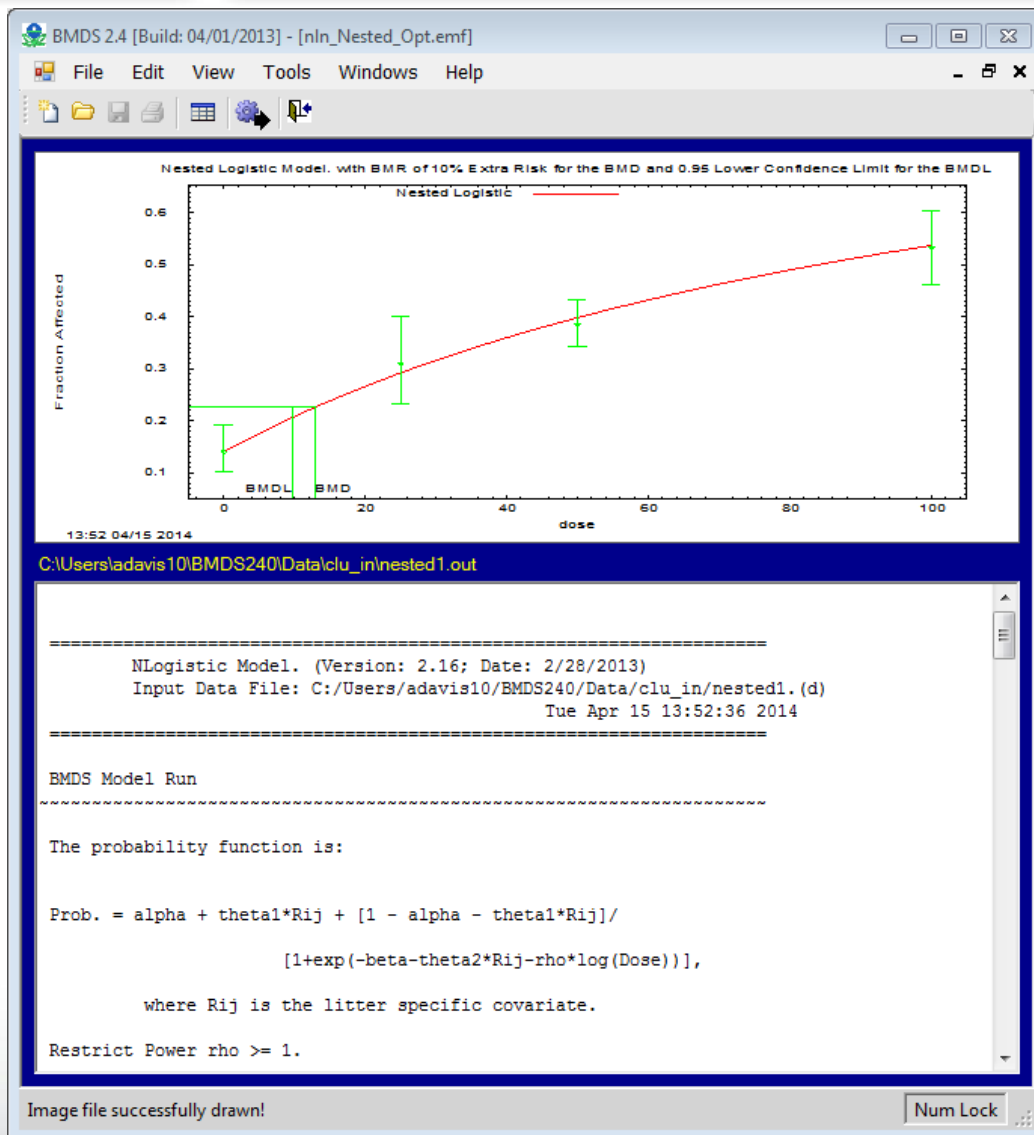 BMDS 2.4 [Build: 04/01/2013] - [nln_Nested_Opt.emf]
File Edit View Tools Windows Help
Nested Logistic Model, with BMR of 10% Extra Risk for the BMD and 0.95 Lower Confidence Limit for the BMDL
Nested Logistic
Fraction Affected
0.6
0.5
0.4
0.3
0.2
0.1
BMDL BMD
0 20 40 60 80 100
dose
13:52 04/15 2014
C:\Users\adavis10\BMDS240\Data\clu_in\nested1.out
====================================================================
NLogistic Model. (Version: 2.16; Date: 2/28/2013)
Input Data File: C:/Users/adavis10/BMDS240/Data/clu_in/nested1.(d)
Tue Apr 15 13:52:36 2014
====================================================================
BMDS Model Run
~~~~~~~~~~~~~~~~~~~~~~~~~~~~~~~~~~~~~~~~~~~~~~~~~~~~~~~~~~~~~~~~~~~~~
The probability function is:
Prob. = alpha + theta1*Rij + [1 - alpha - theta1*Rij]/
[1+exp(-beta-theta2*Rij-rho*log(Dose))],
where Rij is the litter specific covariate.
Restrict Power rho >= 1.
Image file successfully drawn!
Num Lock